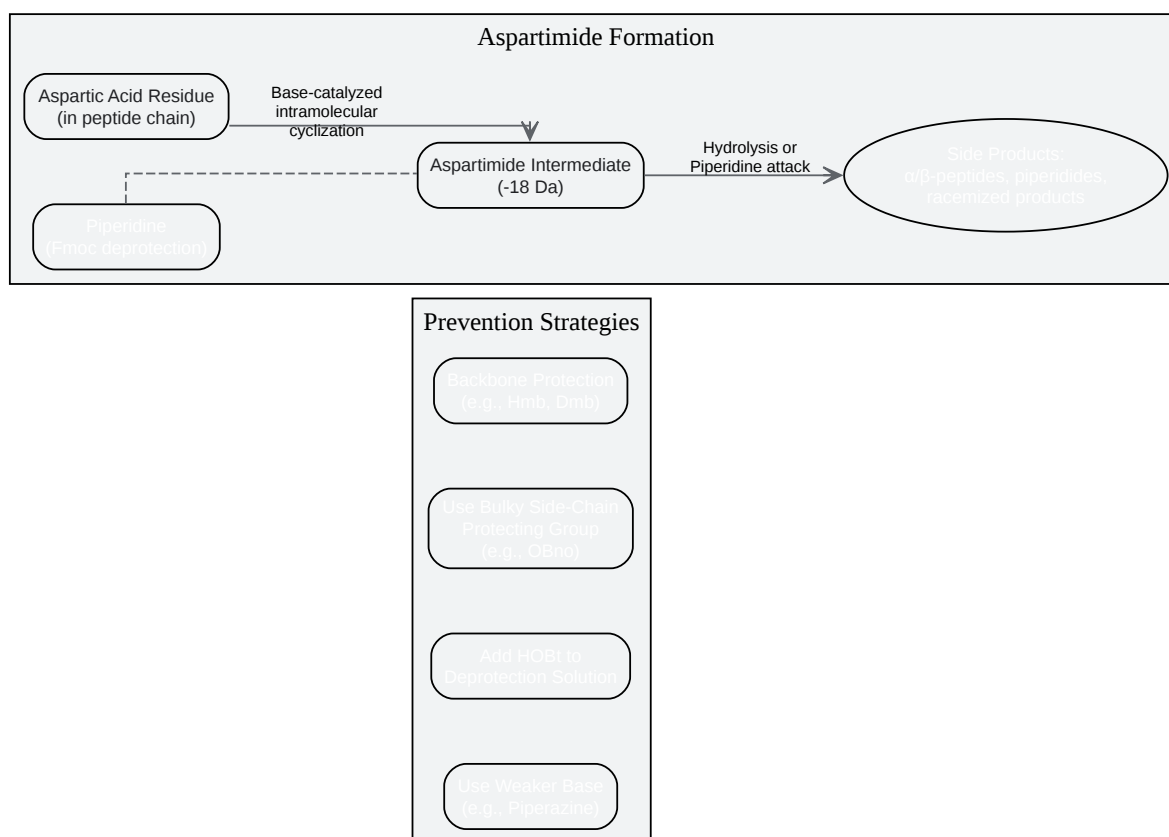 Aspartimide Formation
Aspartic Acid Residue
(in peptide chain)
Base-catalyzed
intramolecular
cyclization
Aspartimide Intermediate
(-18 Da)
Hydrolysis or
Piperidine attack
Side Products:
α/β-peptides, piperidides,
racemized products
Piperidine
(Fmoc deprotection)
Prevention Strategies
Backbone Protection
(e.g., Hmb, Dmb)
Use Bulky Side-Chain
Protecting Group
(e.g., OBno)
Add HOBt to
Deprotection Solution
Use Weaker Base
(e.g., Piperazine)